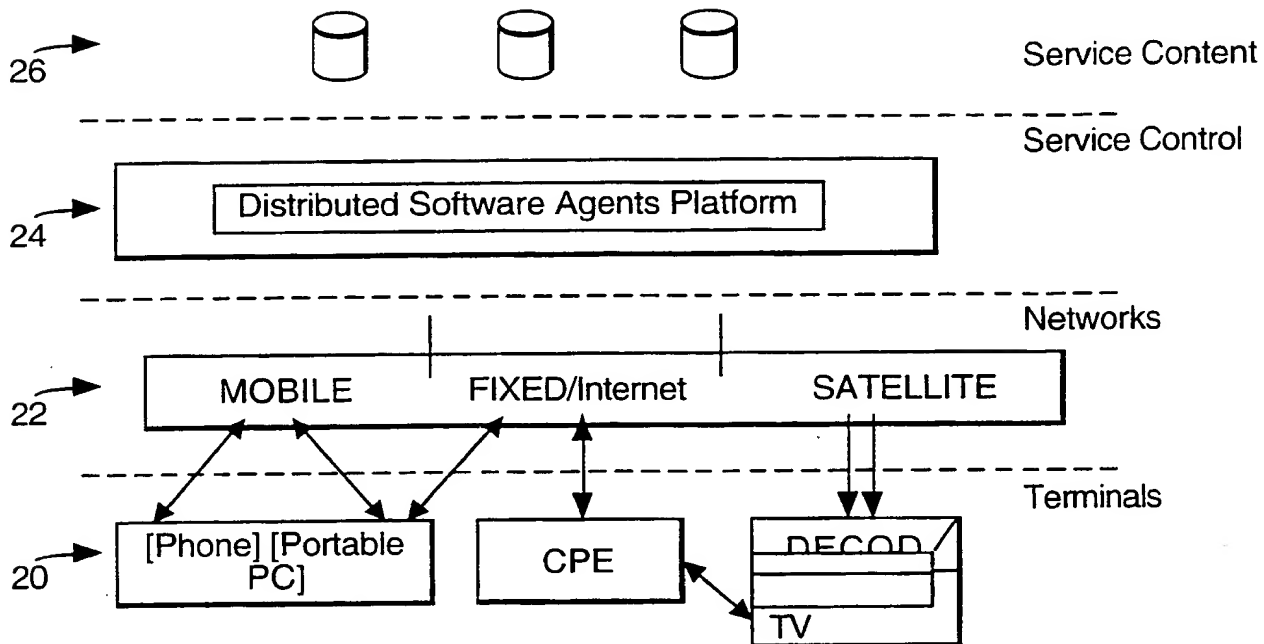 26
Service Content
Service Control
24
Distributed Software Agents Platform
Networks
22
MOBILE
FIXED/Internet
SATELLITE
Terminals
20
[Phone] [Portable
PC]
CPE
DECOD
TV